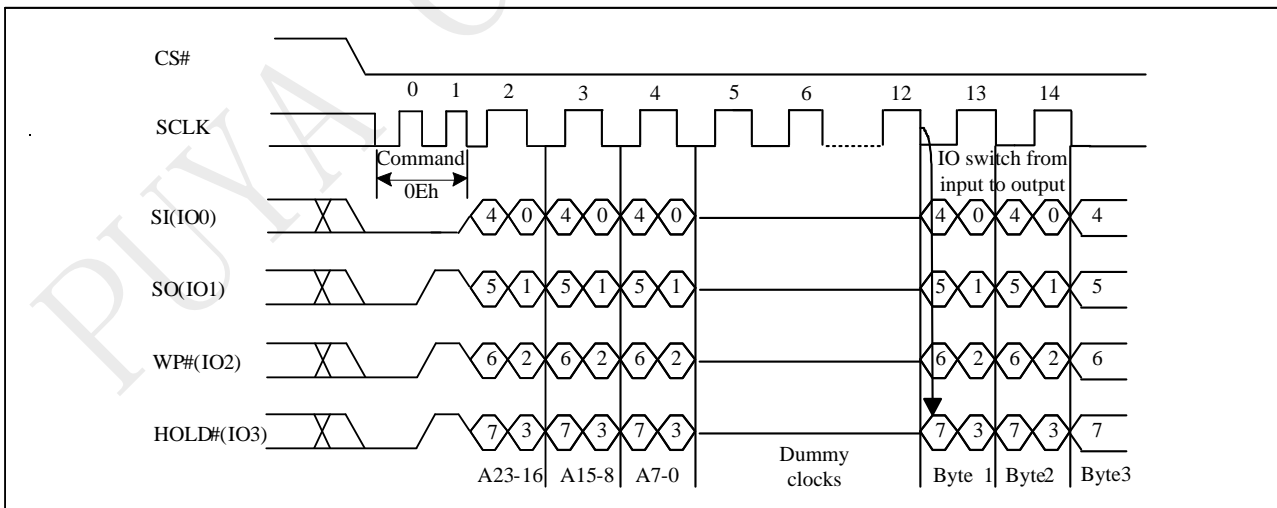 PUYA
CS#
0 1 2 3 4 5 6 12 13 14
SCLK
Command
0Eh
IO switch from
input to output
SI(IO0) 4 0 4 0 4 0 4 0 4 0 4
SO(IO1) 5 1 5 1 5 1 5 1 5 1 5
WP#(IO2) 6 2 6 2 6 2 6 2 6 2 6
HOLD#(IO3) 7 3 7 3 7 3 7 3 7 3 7
A23-16 A15-8 A7-0 Dummy
clocks Byte 1 Byte2 Byte3